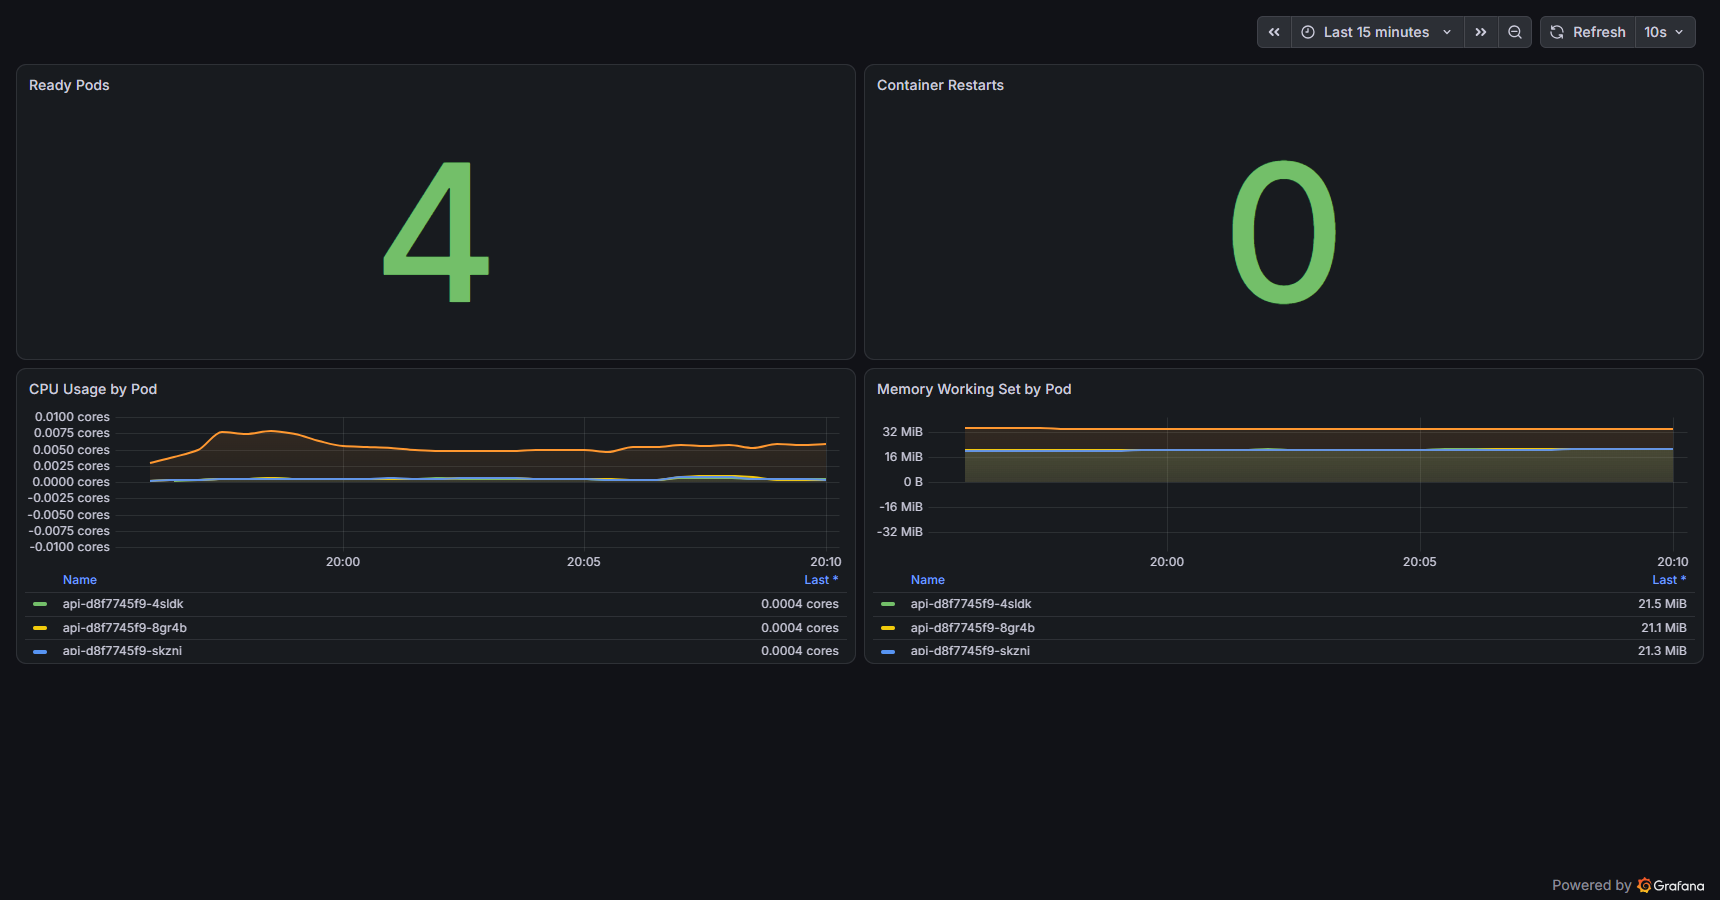 Last 15 minutes
Refresh
10s
Ready Pods
Container Restarts
4
0
CPU Usage by Pod
0.0100 cores
0.0075 cores
0.0050 cores
0.0025 cores
0.0000 cores
-0.0025 cores
-0.0050 cores
-0.0075 cores
-0.0100 cores
20:00 20:05 20:10
Name Last *
api-d8f7745f9-4sldk 0.0004 cores
api-d8f7745f9-8gr4b 0.0004 cores
api-d8f7745f9-skzni 0.0004 cores
Memory Working Set by Pod
32 MiB
16 MiB
0 B
-16 MiB
-32 MiB
20:00 20:05 20:10
Name Last *
api-d8f7745f9-4sldk 21.5 MiB
api-d8f7745f9-8gr4b 21.1 MiB
api-d8f7745f9-skzni 21.3 MiB
Powered by Grafana